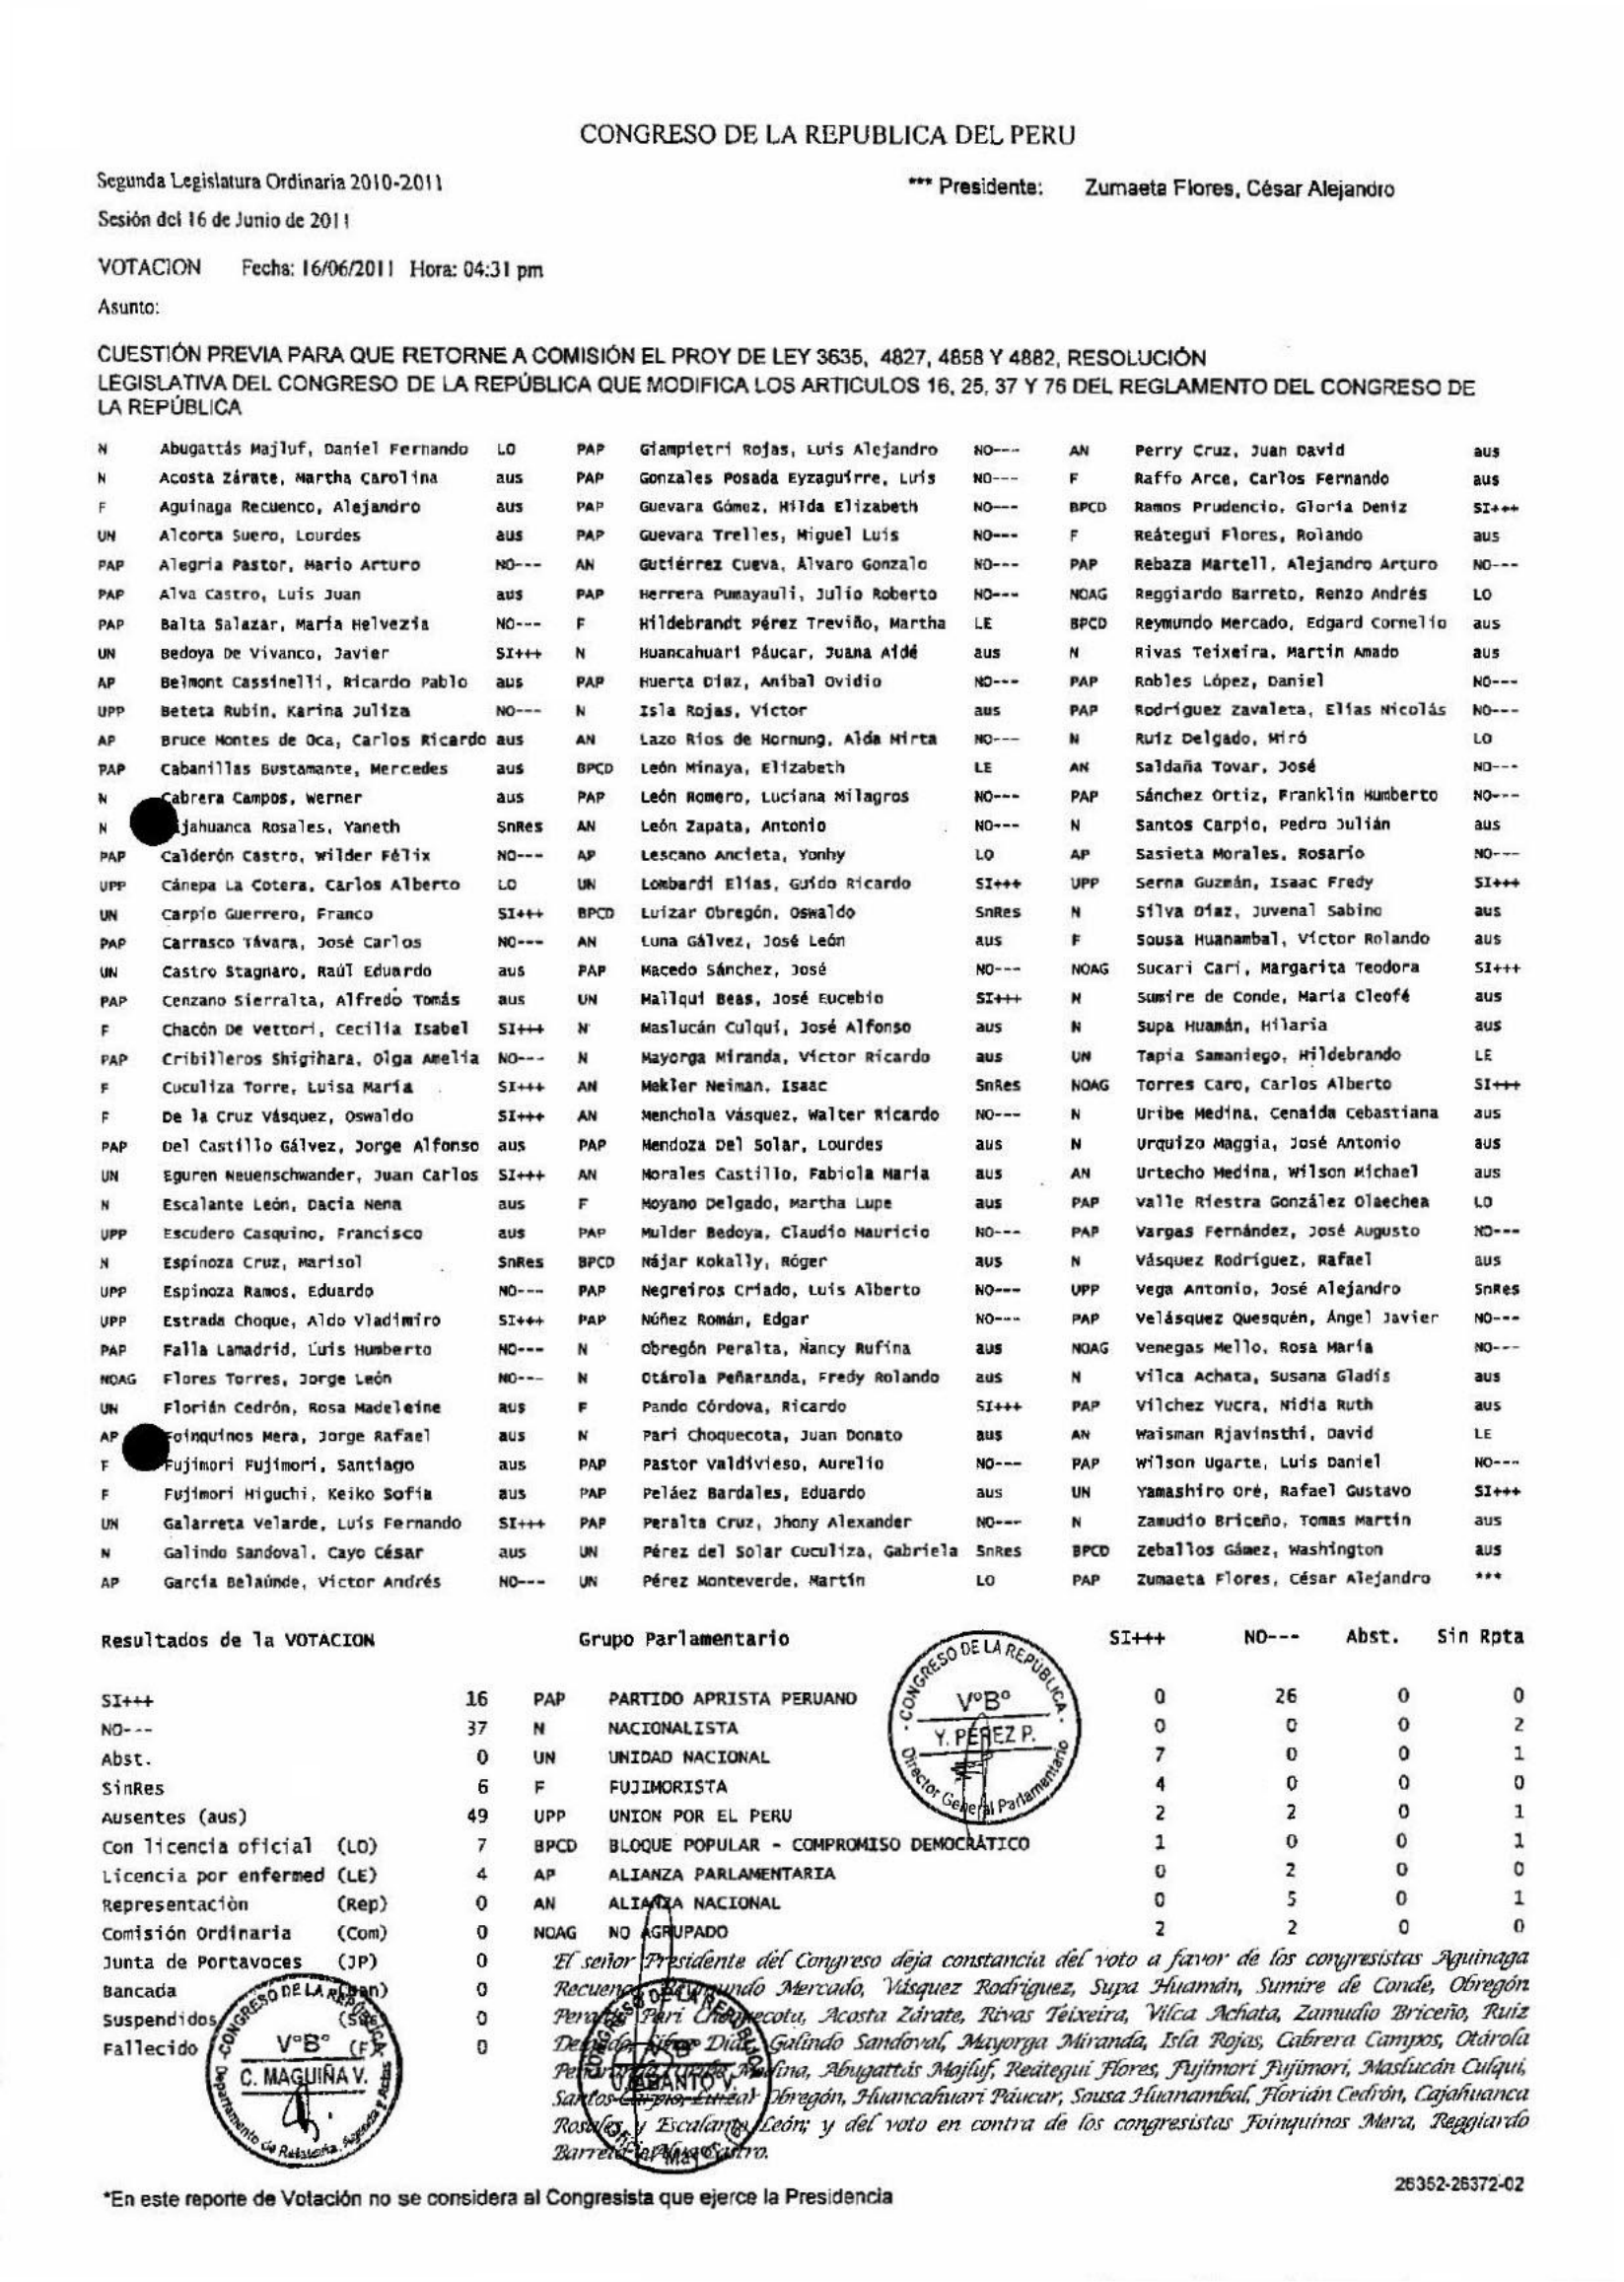 CONGRESO DE LA REPUBLICA DEL PERU
Segunda Legislatura Ordinaria 2010-2011
*** Presidente: Zumaeta Flores, César Alejandro
Sesión del 16 de Junio de 2011
VOTACION Fecha: 16/06/2011 Hora: 04:31 pm
Asunto:
CUESTIÓN PREVIA PARA QUE RETORNE A COMISIÓN EL PROY DE LEY 3635, 4827, 4858 Y 4882, RESOLUCIÓN
LEGISLATIVA DEL CONGRESO DE LA REPÚBLICA QUE MODIFICA LOS ARTICULOS 16, 25, 37 Y 76 DEL REGLAMENTO DEL CONGRESO DE
LA REPÚBLICA
N Abugattás Majluf, Daniel Fernando LO PAP Giampietri Rojas, Luis Alejandro NO--- AN Perry Cruz, Juan David aus
N Acosta Zárate, Martha Carolina aus PAP Gonzales Posada Eyzaguirre, Luis NO--- F Raffo Arce, Carlos Fernando aus
F Aguinaga Recuenco, Alejandro aus PAP Guevara Gómez, Hilda Elizabeth NO--- BPCD Ramos Prudencio, Gloria Deniz SI+++
UN Alcorta Suero, Lourdes aus PAP Guevara Trelles, Miguel Luis NO--- F Reátegui Flores, Rolando aus
PAP Alegría Pastor, Mario Arturo NO--- AN Gutiérrez Cueva, Álvaro Gonzalo NO--- PAP Rebaza Martell, Alejandro Arturo NO---
PAP Alva Castro, Luis Juan aus PAP Herrera Pumayauli, Julio Roberto NO--- NOAG Reggiardo Barreto, Renzo Andrés LO
PAP Balta Salazar, María Helvezia NO--- F Hildebrandt Pérez Treviño, Martha LE BPCD Reymundo Mercado, Edgard Cornelio aus
UN Bedoya De Vivanco, Javier SI+++ N Huancahuari Páucar, Juana Aidé aus N Rivas Teixeira, Martin Amado aus
AP Belmont Cassinelli, Ricardo Pablo aus PAP Huerta Díaz, Aníbal Ovidio NO--- PAP Robles López, Daniel NO---
UPP Beteta Rubín, Karina Juliza NO--- N Isla Rojas, Víctor aus PAP Rodríguez Zavaleta, Elías Nicolás NO---
AP Bruce Montes de Oca, Carlos Ricardo aus AN Lazo Ríos de Hornung, Alda Mirta NO--- N Ruiz Delgado, Miró LO
PAP Cabanillas Bustamante, Mercedes aus BPCD León Minaya, Elizabeth LE AN Saldaña Tovar, José NO---
N Cabrera Campos, Werner aus PAP León Romero, Luciana Milagros NO--- PAP Sánchez Ortiz, Franklin Humberto NO---
N jahuanca Rosales, Yaneth SnRes AN León Zapata, Antonio NO--- N Santos Carpio, Pedro Julián aus
PAP Calderón Castro, Wilder Félix NO--- AP Lescano Ancieta, Yonhy LO AP Sasieta Morales, Rosario NO---
UPP Cánepa La Cotera, Carlos Alberto LO UN Lombardi Elías, Guido Ricardo SI+++ UPP Serna Guzmán, Isaac Fredy SI+++
UN Carpio Guerrero, Franco SI+++ BPCD Luizar Obregón, Oswaldo SnRes N Silva Díaz, Juvenal Sabino aus
PAP Carrasco Távara, José Carlos NO--- AN Luna Gálvez, José León aus F Sousa Huanambal, Víctor Rolando aus
UN Castro Stagnaro, Raúl Eduardo aus PAP Macedo Sánchez, José NO--- NOAG Sucari Cari, Margarita Teodora SI+++
PAP Cenzano Sierralta, Alfredo Tomás aus UN Mallqui Beas, José Eucebio SI+++ N Sumire de Conde, María Cleofé aus
F Chacón De Vettori, Cecilia Isabel SI+++ N Maslucán Culqui, José Alfonso aus N Supa Huamán, Hilaria aus
PAP Cribilleros Shigihara, Olga Amelia NO--- N Mayorga Miranda, Víctor Ricardo aus UN Tapia Samaniego, Hildebrando LE
F Cuculiza Torre, Luisa María SI+++ AN Mekler Neiman, Isaac SnRes NOAG Torres Caro, Carlos Alberto SI+++
F De la Cruz Vásquez, Oswaldo SI+++ AN Menchola Vásquez, Walter Ricardo NO--- N Uribe Medina, Cenaida Cebastiana aus
PAP Del Castillo Gálvez, Jorge Alfonso aus PAP Mendoza Del Solar, Lourdes aus N Urquizo Maggia, José Antonio aus
UN Eguren Neuenschwander, Juan Carlos SI+++ AN Morales Castillo, Fabiola María aus AN Urtecho Medina, Wilson Michael aus
N Escalante León, Dacia Nena aus F Moyano Delgado, Martha Lupe aus PAP Valle Riestra González Olaechea LO
UPP Escudero Casquino, Francisco aus PAP Mulder Bedoya, Claudio Mauricio NO--- PAP Vargas Fernández, José Augusto NO---
N Espinoza Cruz, Marisol SnRes BPCD Nájar Kokally, Róger aus N Vásquez Rodríguez, Rafael aus
UPP Espinoza Ramos, Eduardo NO--- PAP Negreiros Criado, Luis Alberto NO--- UPP Vega Antonio, José Alejandro SnRes
UPP Estrada Choque, Aldo Vladimiro SI+++ PAP Núñez Román, Edgar NO--- PAP Velásquez Quesquén, Ángel Javier NO---
PAP Falla Lamadrid, Luis Humberto NO--- N Obregón Peralta, Nancy Rufina aus NOAG Venegas Mello, Rosa María NO---
NOAG Flores Torres, Jorge León NO--- N Otárola Peñaranda, Fredy Rolando aus N Vilca Achata, Susana Gladis aus
UN Florián Cedrón, Rosa Madeleine aus F Pando Córdova, Ricardo SI+++ PAP Vílchez Yucra, Nidia Ruth aus
AP Foinquinos Mera, Jorge Rafael aus N Pari Choquecota, Juan Donato aus AN Waisman Rjavinsthi, David LE
F Fujimori Fujimori, Santiago aus PAP Pastor Valdivieso, Aurelio NO--- PAP Wilson Ugarte, Luis Daniel NO---
F Fujimori Higuchi, Keiko Sofía aus PAP Peláez Bardales, Eduardo aus UN Yamashiro Oré, Rafael Gustavo SI+++
UN Galarreta Velarde, Luis Fernando SI+++ PAP Peralta Cruz, Jhony Alexander NO--- N Zamudio Briceño, Tomas Martín aus
N Galindo Sandoval, Cayo César aus UN Pérez del Solar Cuculiza, Gabriela SnRes BPCD Zeballos Gámez, Washington aus
AP García Belaúnde, Víctor Andrés NO--- UN Pérez Monteverde, Martín LO PAP Zumaeta Flores, César Alejandro ***
Resultados de la VOTACION Grupo Parlamentario SI+++ NO--- Abst. Sin Rpta
SI+++ 16 PAP PARTIDO APRISTA PERUANO 0 26 0 0
NO--- 37 N NACIONALISTA 0 0 0 2
Abst. 0 UN UNIDAD NACIONAL 7 0 0 1
SinRes 6 F FUJIMORISTA 4 0 0 0
Ausentes (aus) 49 UPP UNION POR EL PERU 2 2 0 1
Con licencia oficial (LO) 7 BPCD BLOQUE POPULAR - COMPROMISO DEMOCRÁTICO 1 0 0 1
Licencia por enfermed (LE) 4 AP ALIANZA PARLAMENTARIA 0 2 0 0
Representación (Rep) 0 AN ALIANZA NACIONAL 0 5 0 1
Comisión Ordinaria (Com) 0 NOAG NO AGRUPADO 2 2 0 0
CONGRESO DE LA REPÚBLICA
V°B°
Y. PÉREZ P.
Director General Parlamentario
Junta de Portavoces (JP) 0
Bancada (Ban) 0
Suspendidos (Sus) 0
Fallecido (F) 0
El señor Presidente del Congreso deja constancia del voto a favor de los congresistas Aguinaga
Recuenco, Reymundo Mercado, Vásquez Rodríguez, Supa Huamán, Sumire de Conde, Obregón
Peralta, Pari Choquecota, Acosta Zárate, Rivas Teixeira, Vilca Achata, Zamudio Briceño, Ruiz
Delgado, Silva Díaz, Galindo Sandoval, Mayorga Miranda, Isla Rojas, Cabrera Campos, Otárola
Peñaranda, Uribe Medina, Abugattás Majluf, Reátegui Flores, Fujimori Fujimori, Maslucán Culqui,
Santos Carpio, Luizar Obregón, Huancahuari Páucar, Sousa Huanambal, Florián Cedrón, Cajahuanca
Rosales y Escalante León; y del voto en contra de los congresistas Foinquinos Mera, Reggiardo
Barreto Castro.
CONGRESO DE LA REPÚBLICA
V°B°
C. MAGUIÑA V.
Departamento de Relatoría, Agenda y Actas
CONGRESO DE LA REPÚBLICA
V°B°
ABANTO V.
Oficial Mayor
26352-26372-02
*En este reporte de Votación no se considera al Congresista que ejerce la Presidencia